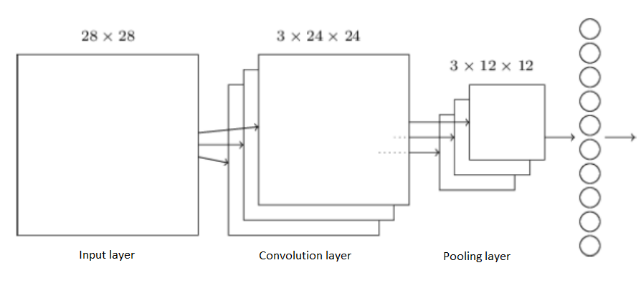 28 × 28
3 × 24 × 24
3 × 12 × 12
Input layer
Convolution layer
Pooling layer